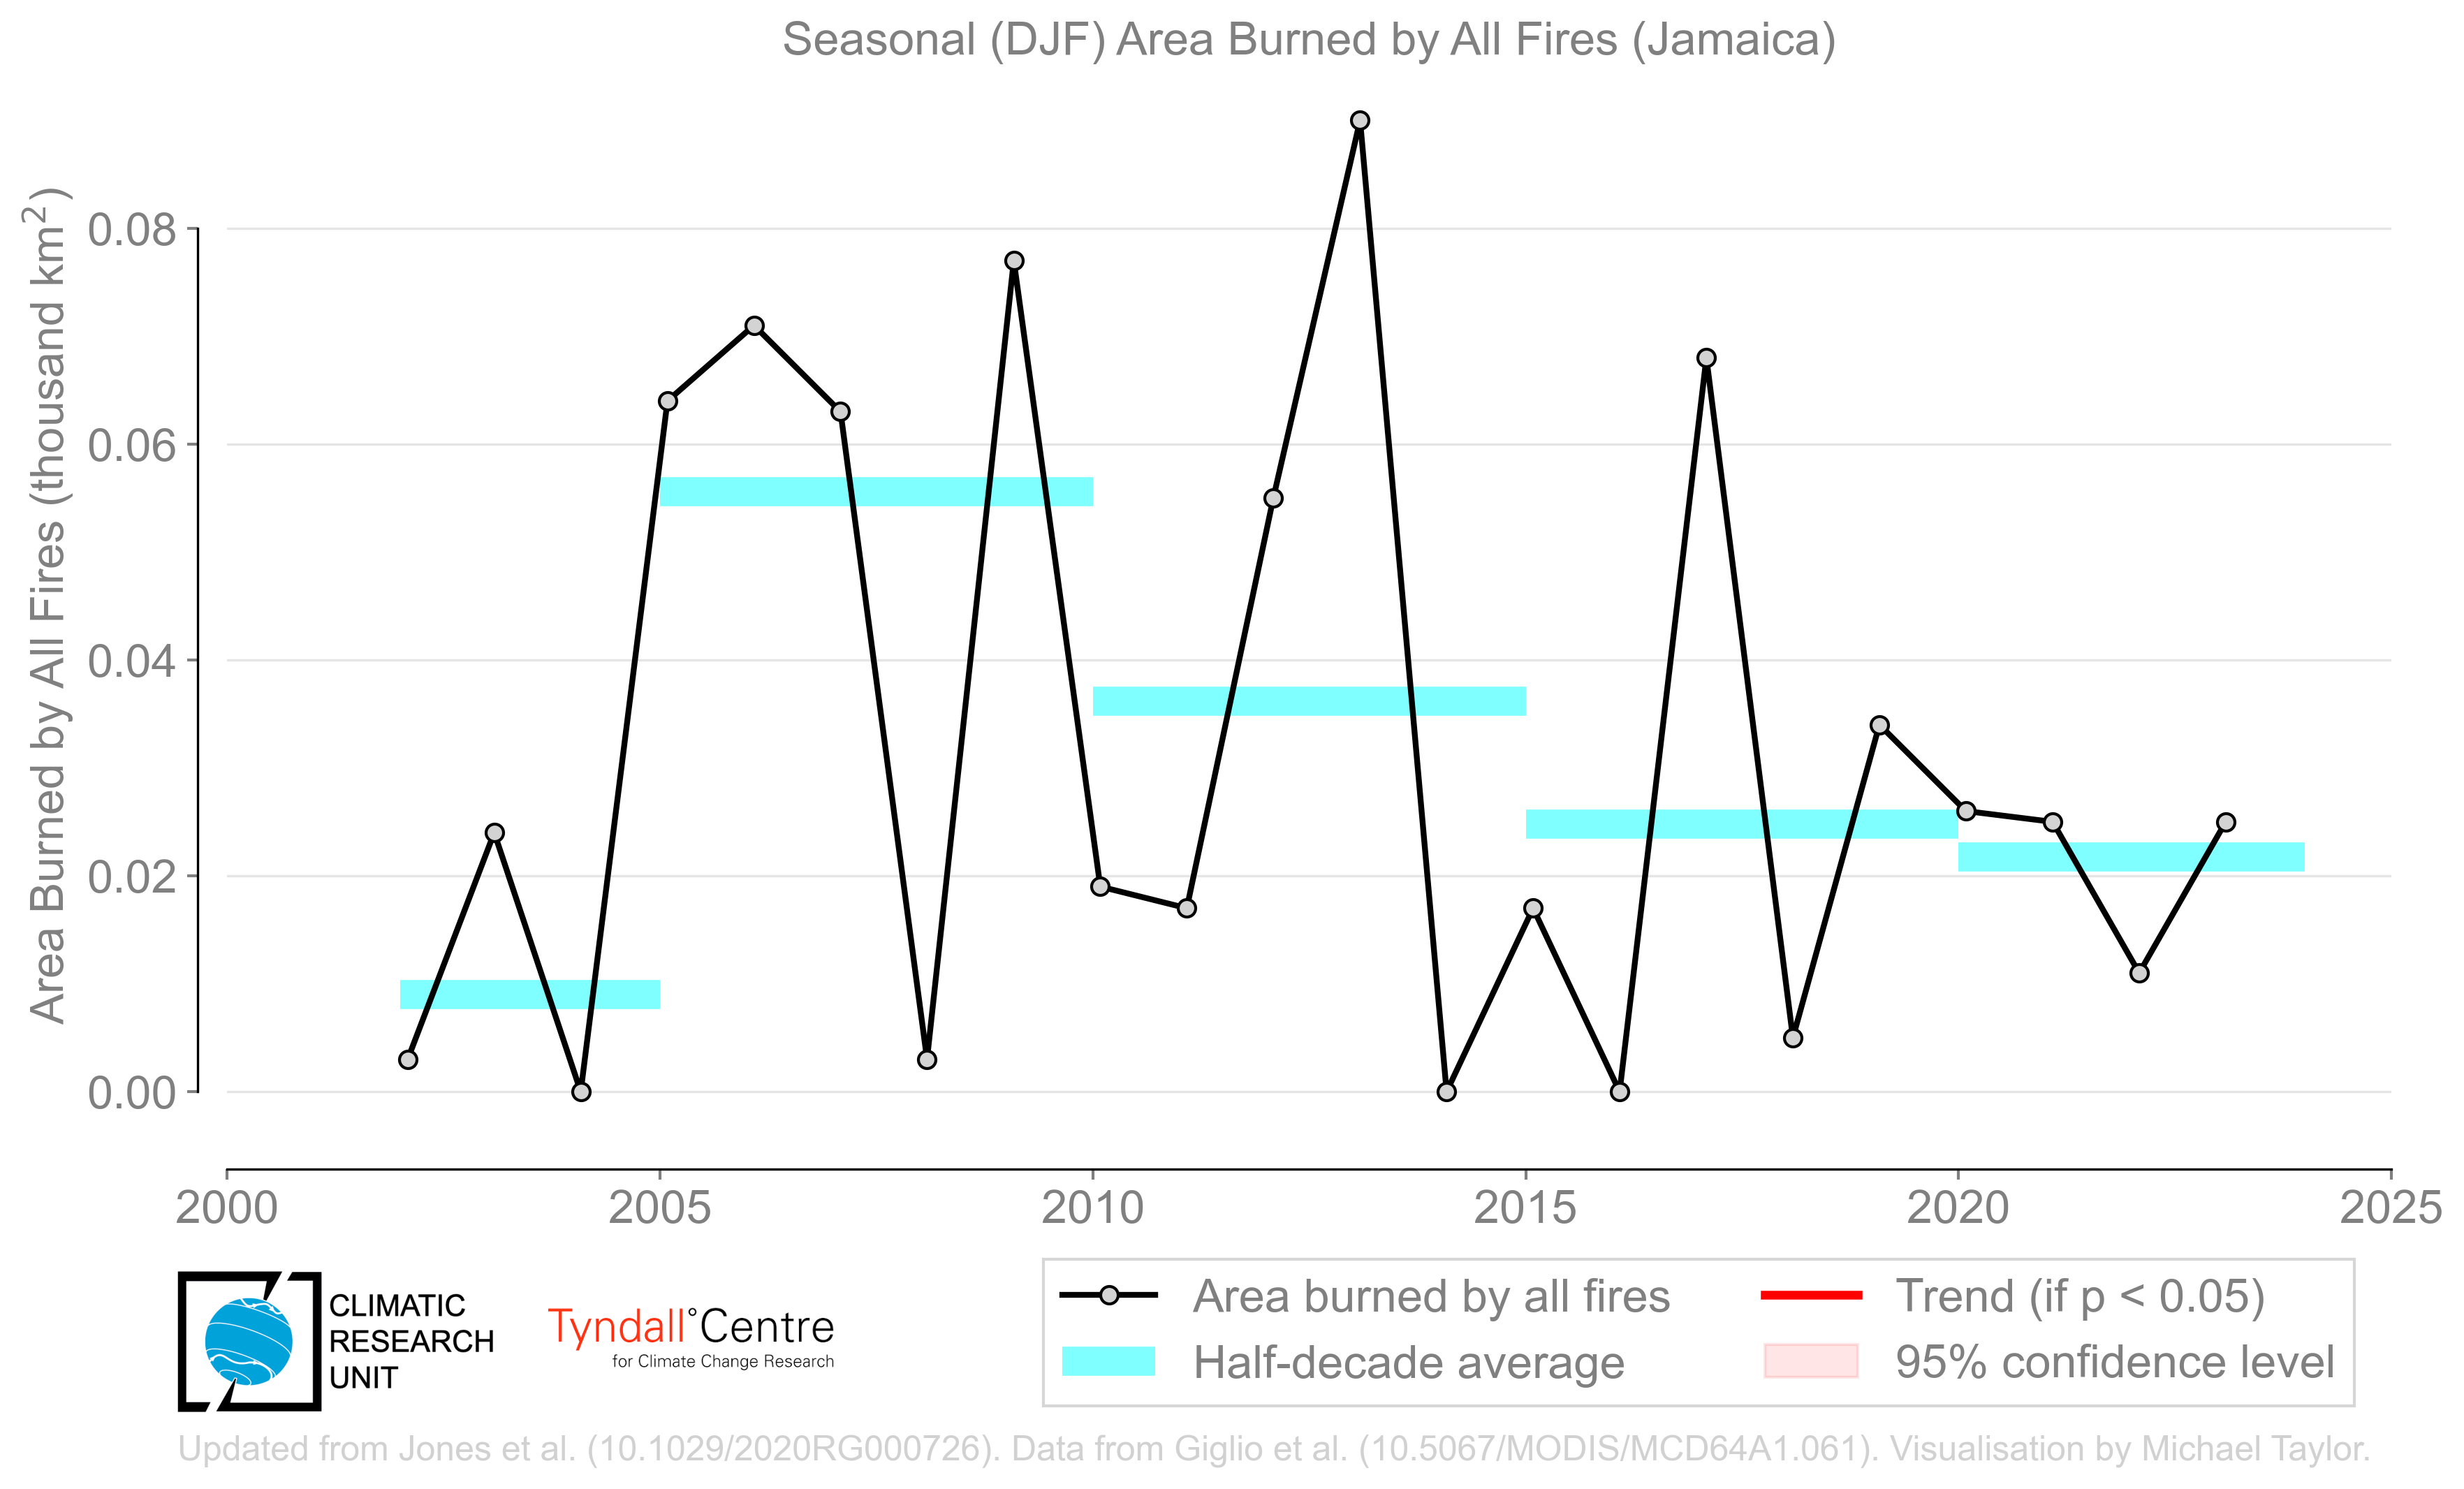 Seasonal (DJF) Area Burned by All Fires (Jamaica)
Area Burned by All Fires (thousand km²)
0.08
0.06
0.04
0.02
0.00
2000
2005
2010
2015
2020
2025
CLIMATIC
RESEARCH
UNIT
Tyndall°Centre
for Climate Change Research
Area burned by all fires
Half-decade average
Trend (if p < 0.05)
95% confidence level
Updated from Jones et al. (10.1029/2020RG000726). Data from Giglio et al. (10.5067/MODIS/MCD64A1.061). Visualisation by Michael Taylor.